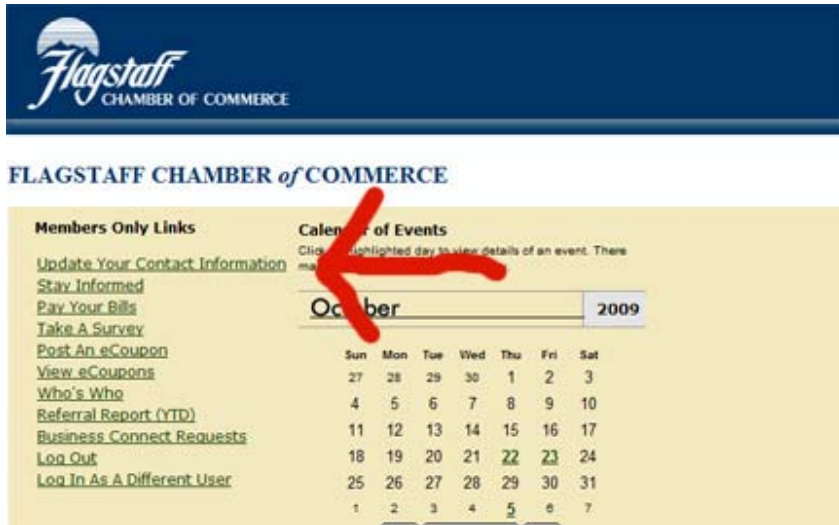 Flagstaff
CHAMBER OF COMMERCE
FLAGSTAFF CHAMBER of COMMERCE
Members Only Links
Update Your Contact Information
Stay Informed
Pay Your Bills
Take A Survey
Post An eCoupon
View eCoupons
Who's Who
Referral Report (YTD)
Business Connect Requests
Log Out
Log In As A Different User
Calendar of Events
Click highlighted day to view details of an event. There
October 2009
Sun Mon Tue Wed Thu Fri Sat
27 28 29 30 1 2 3
4 5 6 7 8 9 10
11 12 13 14 15 16 17
18 19 20 21 22 23 24
25 26 27 28 29 30 31
1 2 3 4 5 6 7